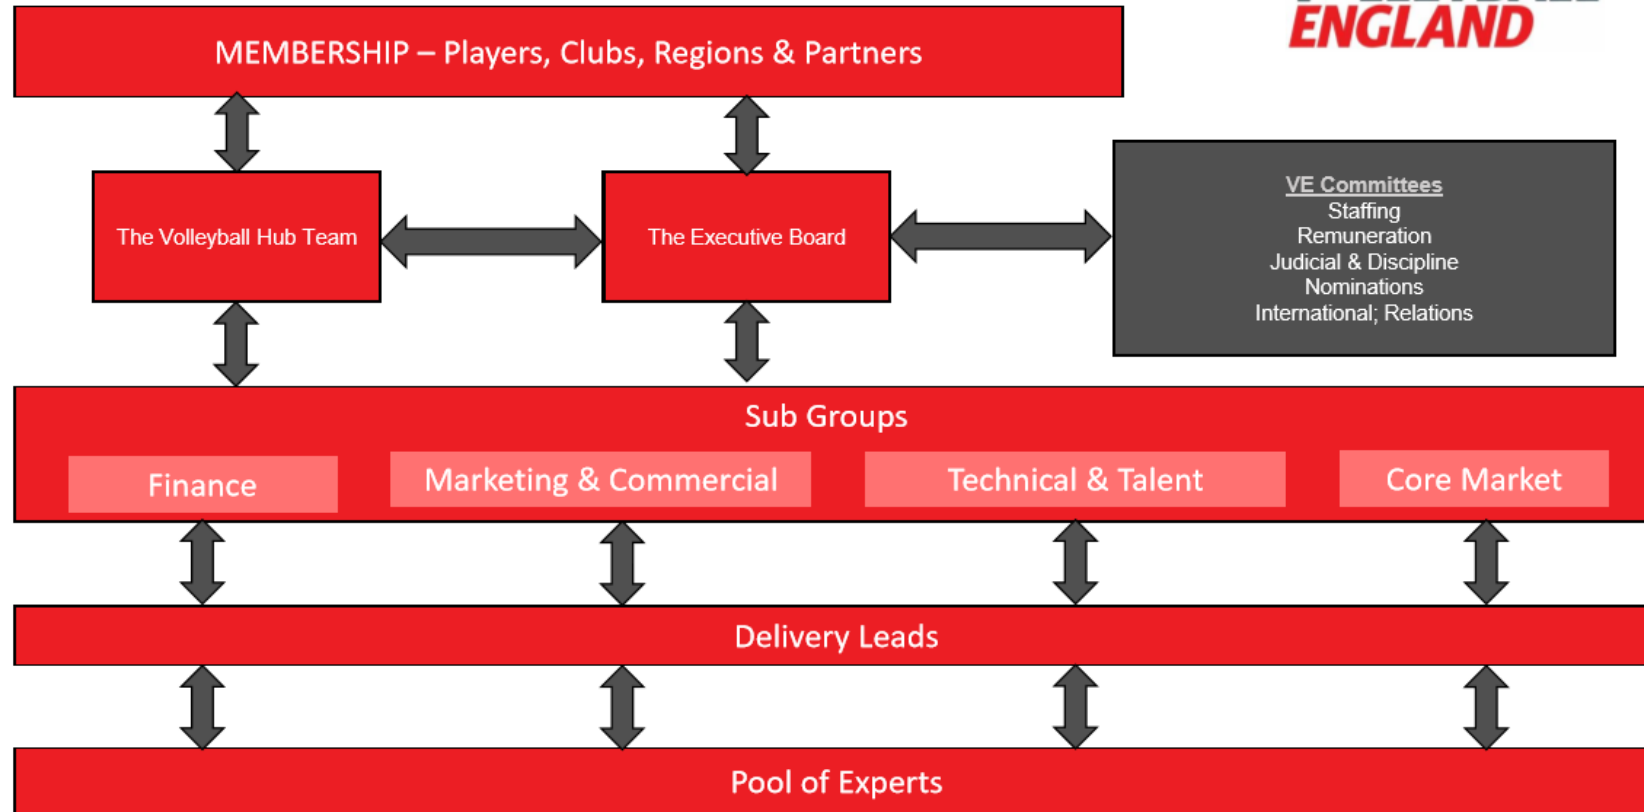 ENGLAND
MEMBERSHIP – Players, Clubs, Regions & Partners
The Volleyball Hub Team
The Executive Board
VE Committees
Staffing
Remuneration
Judicial & Discipline
Nominations
International; Relations
Sub Groups
Finance
Marketing & Commercial
Technical & Talent
Core Market
Delivery Leads
Pool of Experts